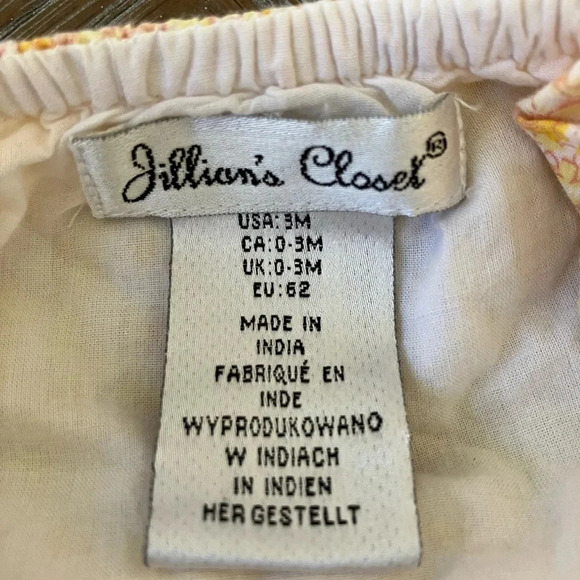 Jillian's Closet®
USA: 3M
CA: 0-3M
UK: 0-3M
EU: 62
MADE IN
INDIA
FABRIQUÉ EN
INDE
WYPRODUKOWANO
W INDIACH
IN INDIEN
HERGESTELLT